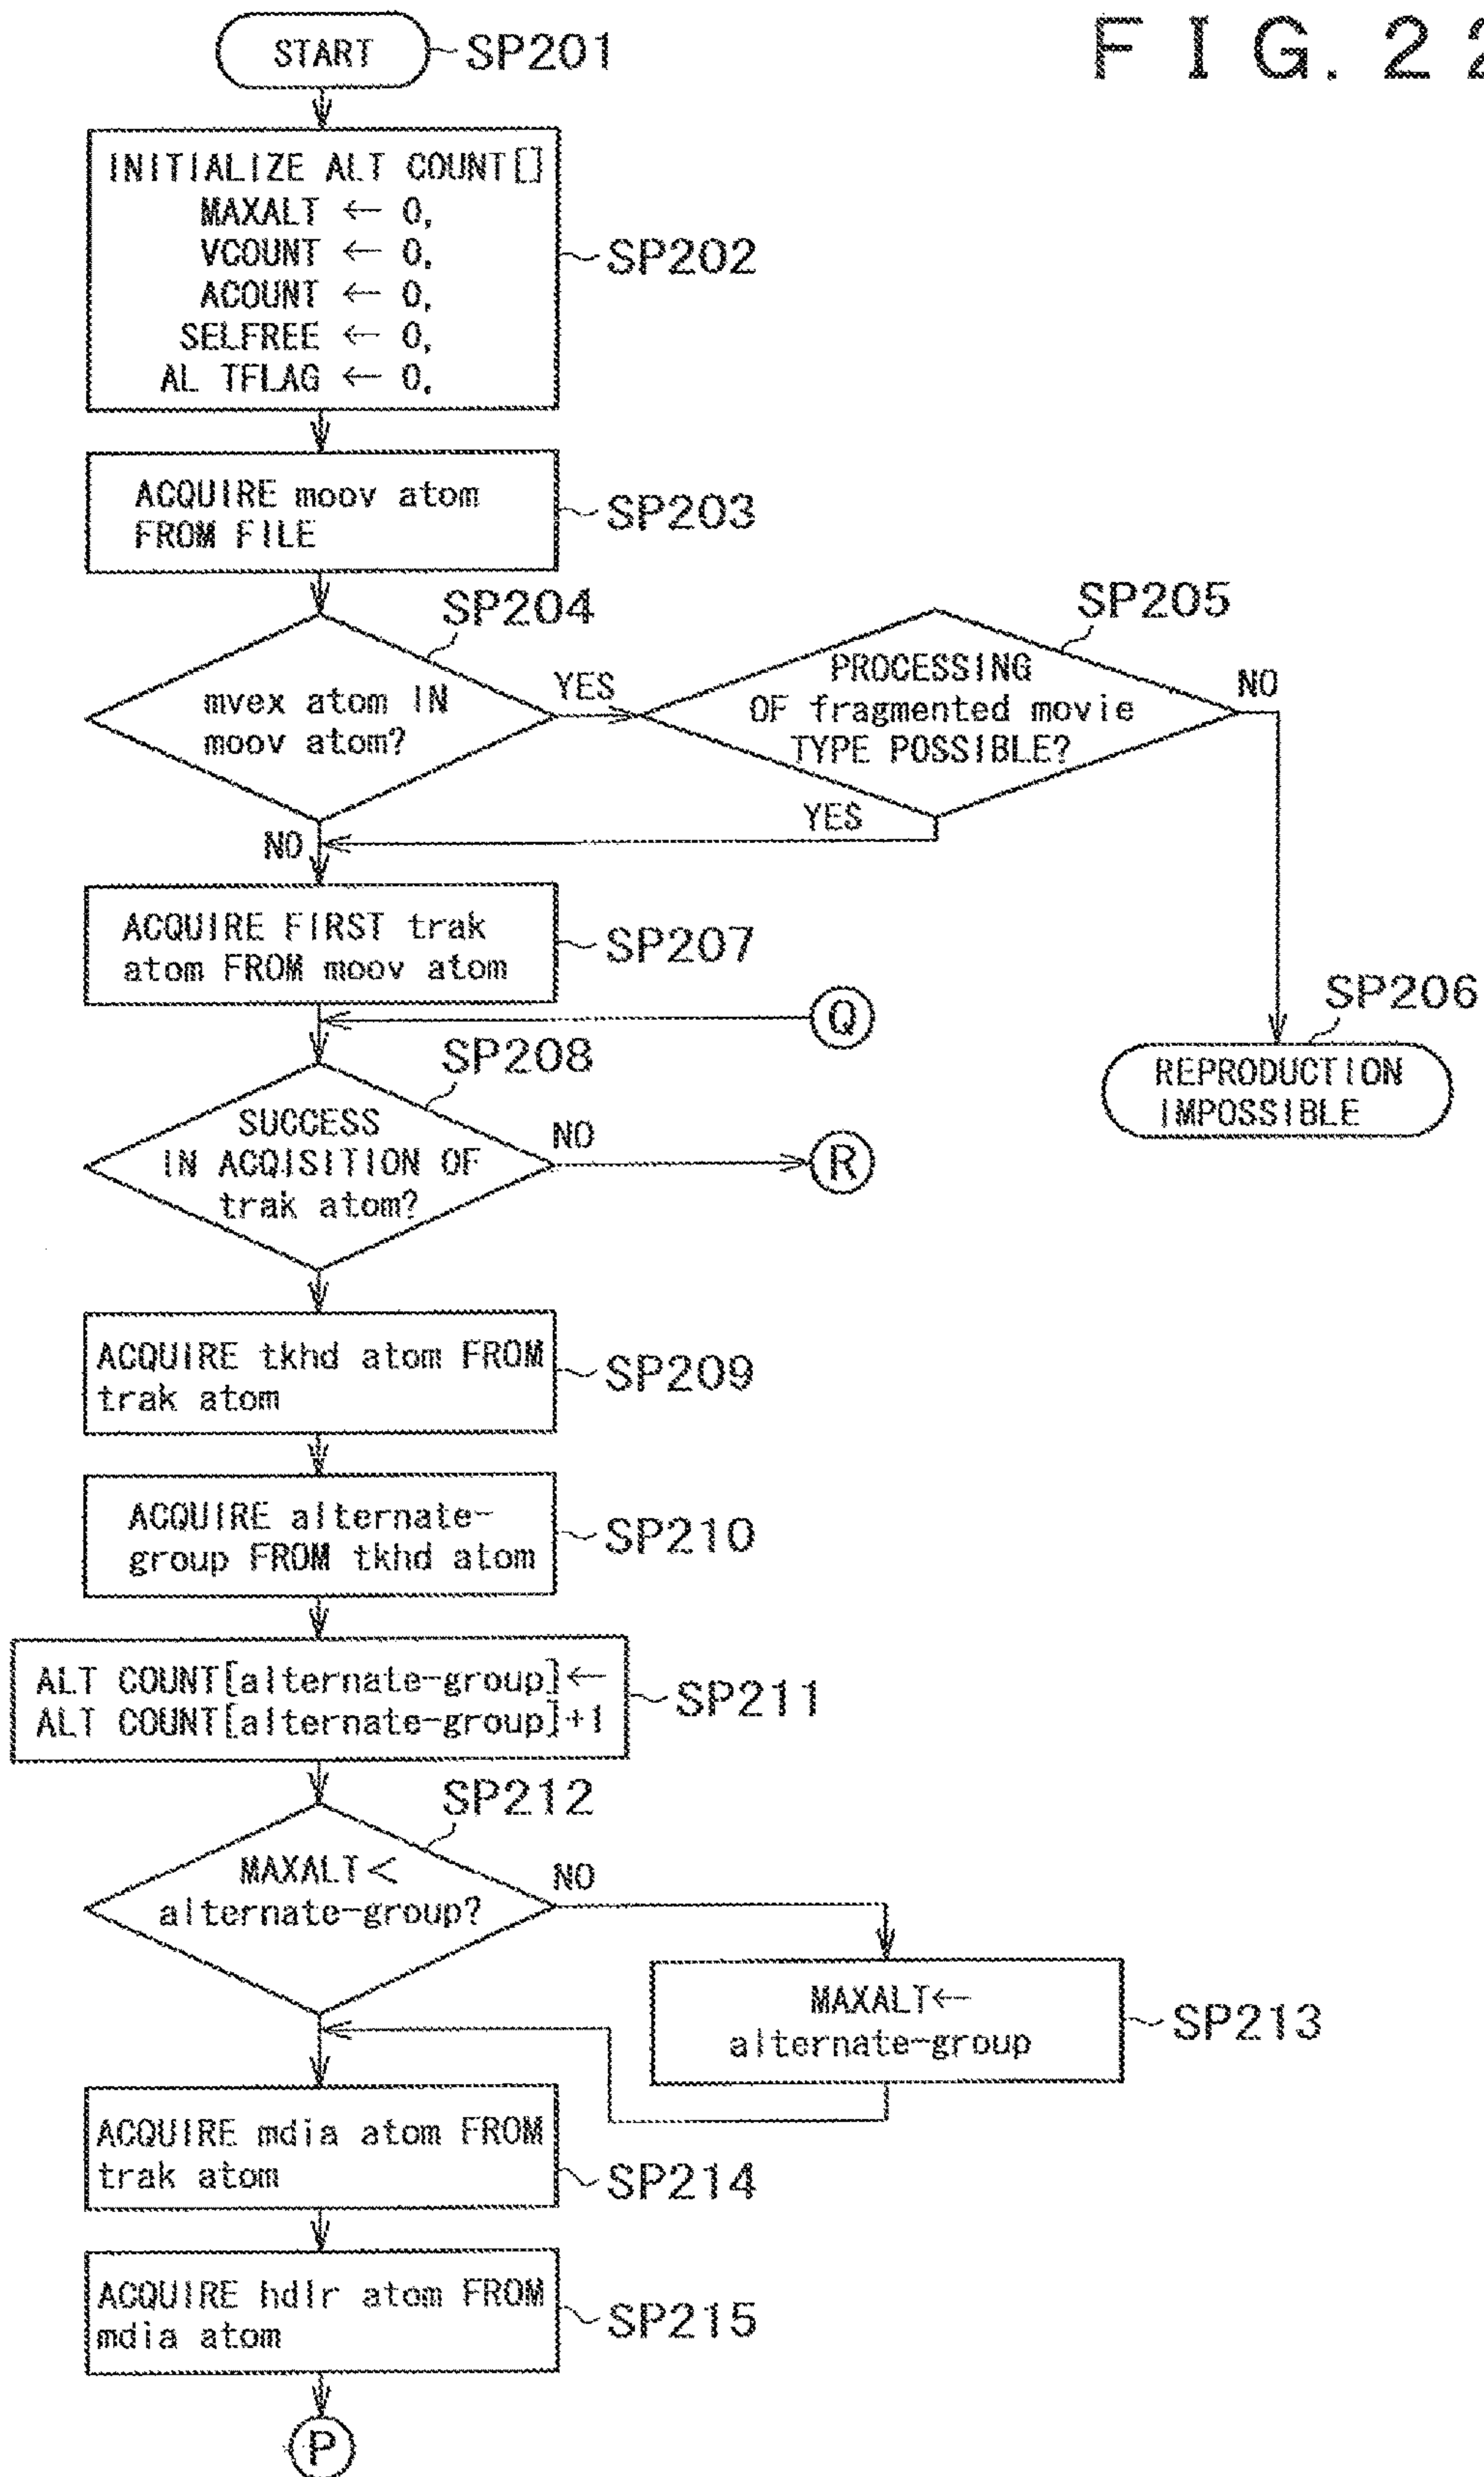 FIG. 22
START
SP201
INITIALIZE ALT COUNT[]
MAXALT ← 0,
VCOUNT ← 0,
ACOUNT ← 0,
SELFREE ← 0,
AL TFLAG ← 0,
SP202
ACQUIRE moov atom
FROM FILE
SP203
SP204
mvex atom IN
moov atom?
YES
NO
SP205
PROCESSING
OF fragmented movie
TYPE POSSIBLE?
NO
YES
SP206
REPRODUCTION
IMPOSSIBLE
ACQUIRE FIRST trak
atom FROM moov atom
SP207
Q
SP208
SUCCESS
IN ACQISITION OF
trak atom?
NO
R
ACQUIRE tkhd atom FROM
trak atom
SP209
ACQUIRE alternate-
group FROM tkhd atom
SP210
ALT COUNT[alternate-group]←
ALT COUNT[alternate-group]+1
SP211
SP212
MAXALT<
alternate-group?
NO
MAXALT←
alternate-group
SP213
ACQUIRE mdia atom FROM
trak atom
SP214
ACQUIRE hdlr atom FROM
mdia atom
SP215
P